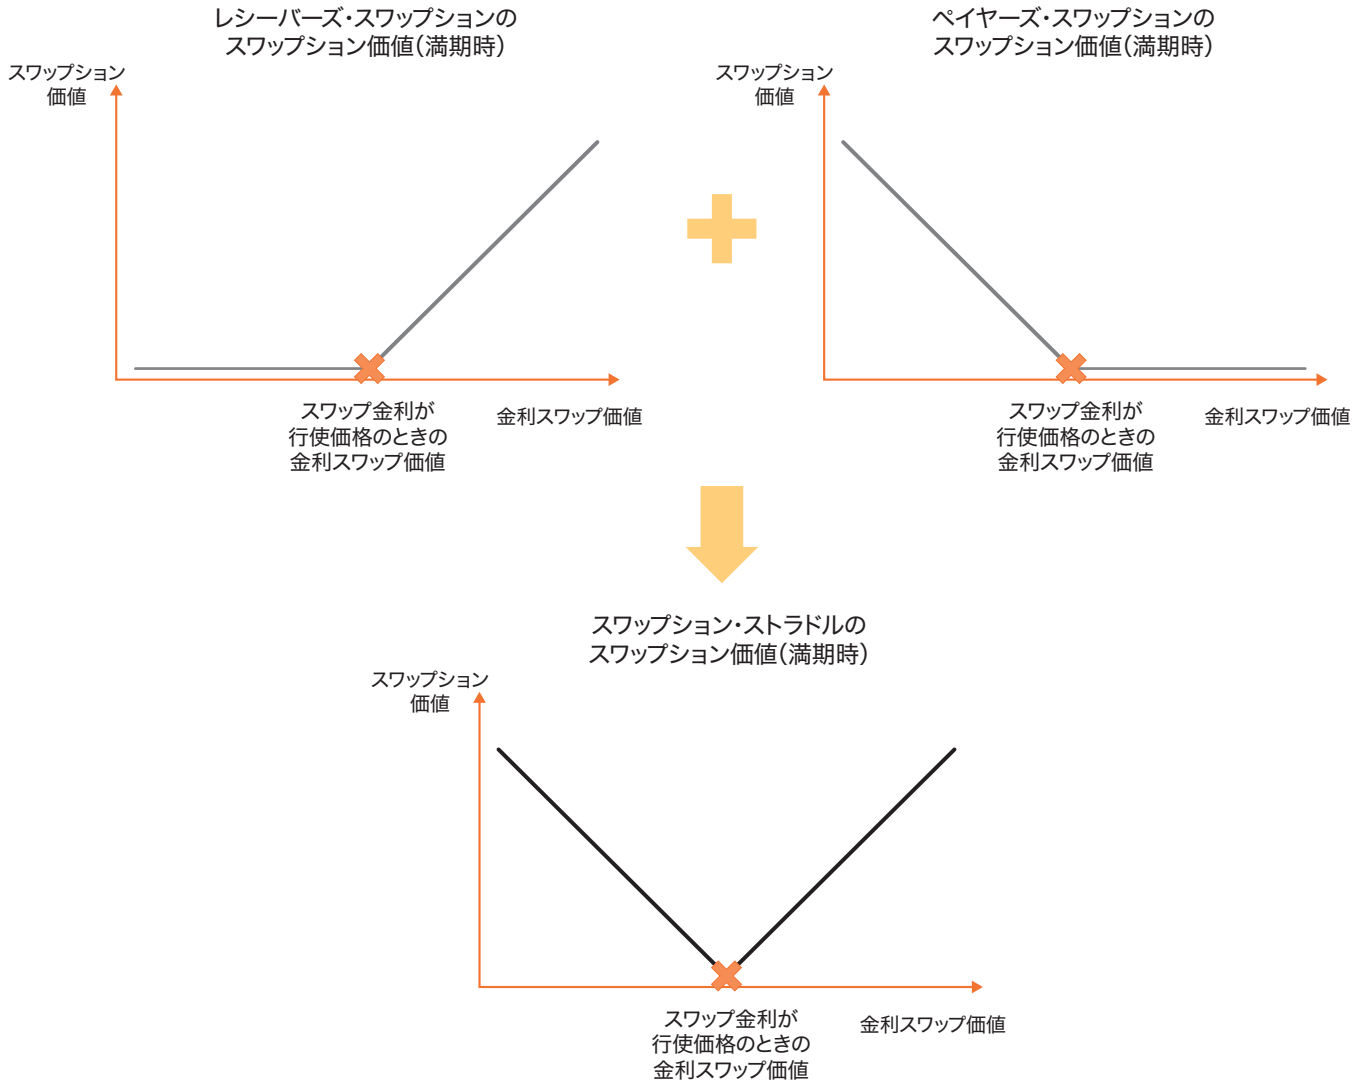 レシーバーズ・スワップションの
スワップション価値(満期時)
スワップション
価値
スワップ金利が
行使価格のときの
金利スワップ価値
金利スワップ価値
ペイヤーズ・スワップションの
スワップション価値(満期時)
スワップション
価値
スワップ金利が
行使価格のときの
金利スワップ価値
金利スワップ価値
スワップション・ストラドルの
スワップション価値(満期時)
スワップション
価値
スワップ金利が
行使価格のときの
金利スワップ価値
金利スワップ価値